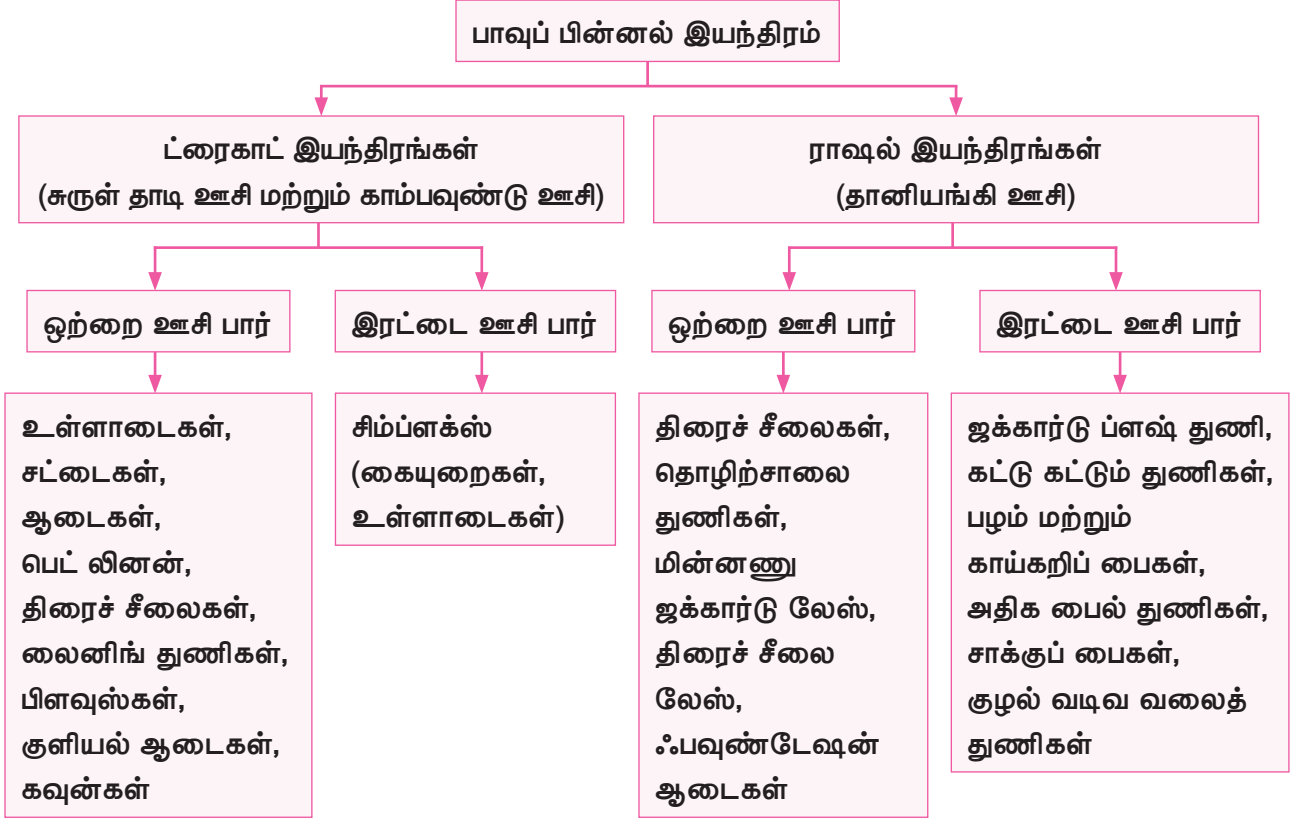 பாவுப் பின்னல் இயந்திரம்
ட்ரைகாட் இயந்திரங்கள்
(சுருள் தாடி ஊசி மற்றும் காம்பவுண்டு ஊசி)
ராஷல் இயந்திரங்கள்
(தானியங்கி ஊசி)
ஒற்றை ஊசி பார்
இரட்டை ஊசி பார்
ஒற்றை ஊசி பார்
இரட்டை ஊசி பார்
உள்ளாடைகள்,
சட்டைகள்,
ஆடைகள்,
பெட் லினன்,
திரைச் சீலைகள்,
லைனிங் துணிகள்,
பிளவுஸ்கள்,
குளியல் ஆடைகள்,
கவுன்கள்
சிம்ப்ளக்ஸ்
(கையுறைகள்,
உள்ளாடைகள்)
திரைச் சீலைகள்,
தொழிற்சாலை
துணிகள்,
மின்னணு
ஜக்கார்டு லேஸ்,
திரைச் சீலை
லேஸ்,
ஃபவுண்டேஷன்
ஆடைகள்
ஜக்கார்டு ப்ளஷ் துணி,
கட்டு கட்டும் துணிகள்,
பழம் மற்றும்
காய்கறிப் பைகள்,
அதிக பைல் துணிகள்,
சாக்குப் பைகள்,
குழல் வடிவ வலைத்
துணிகள்